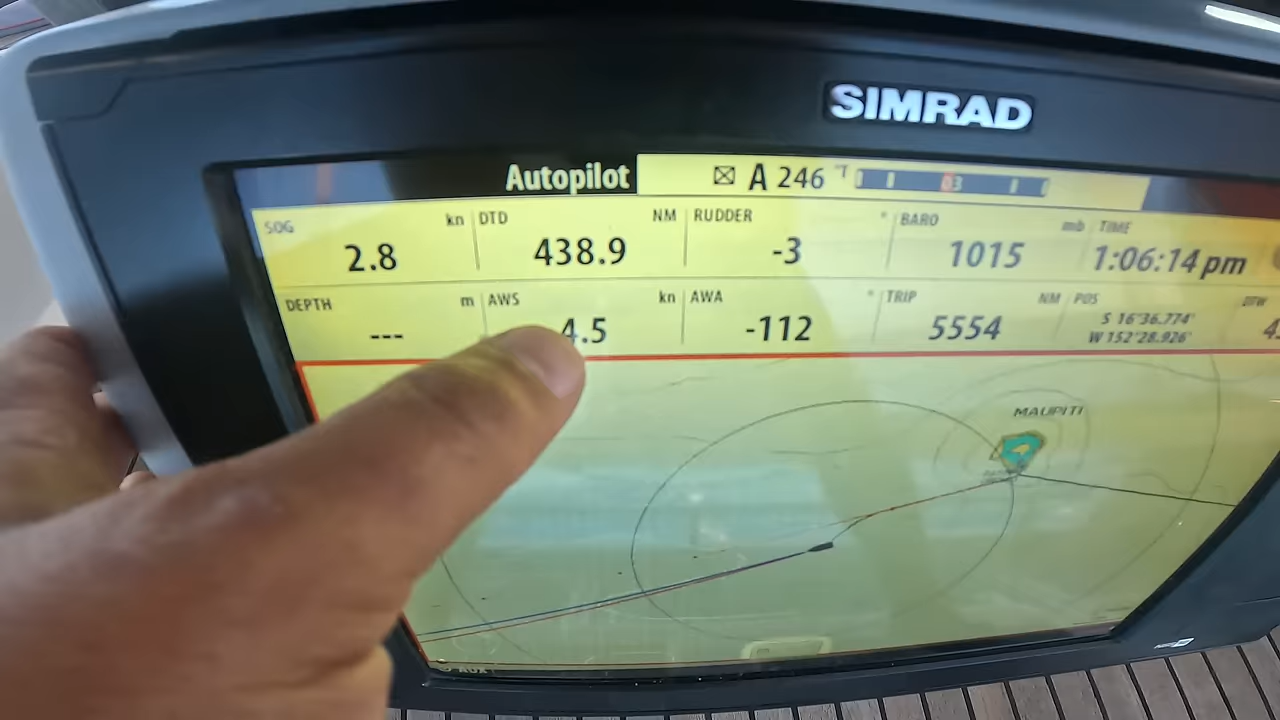 SIMRAD
Autopilot A 246 °T 03
SOG kn DTD NM RUDDER ° BARO mb TIME
2.8 438.9 -3 1015 1:06:14 pm
DEPTH m AWS kn AWA ° TRIP NM POS DTW
--- 4.5 -112 5554 S 16°36.774' 
W 152°28.926'
MAUPITI